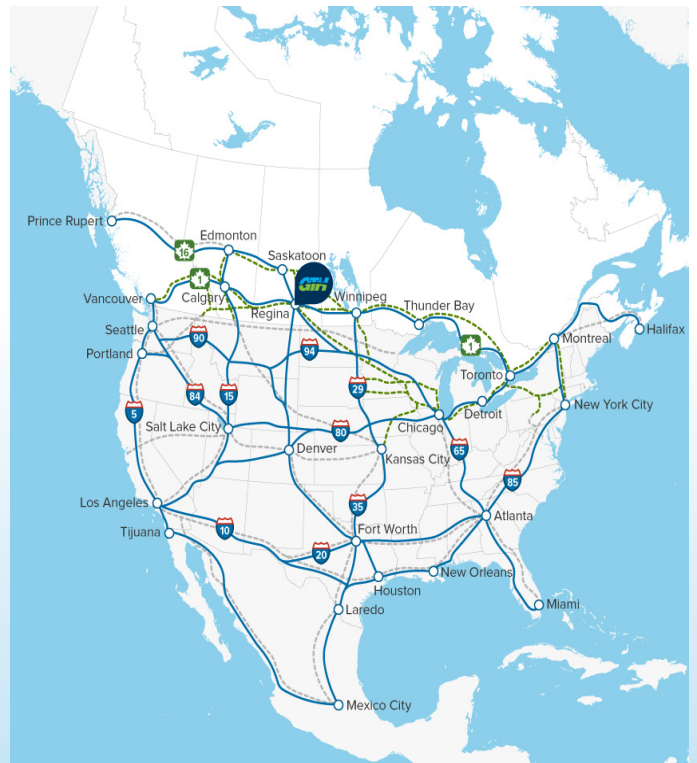 Prince Rupert
16
Edmonton
Saskatoon
GTH
1
Calgary
Regina
Winnipeg
Thunder Bay
Vancouver
Seattle
Portland
90
94
1
Halifax
Montreal
Toronto
29
84
15
5
Detroit
New York City
Chicago
Salt Lake City
80
Denver
Kansas City
65
85
35
Los Angeles
10
Tijuana
Fort Worth
20
Atlanta
Houston
New Orleans
Laredo
Miami
Mexico City